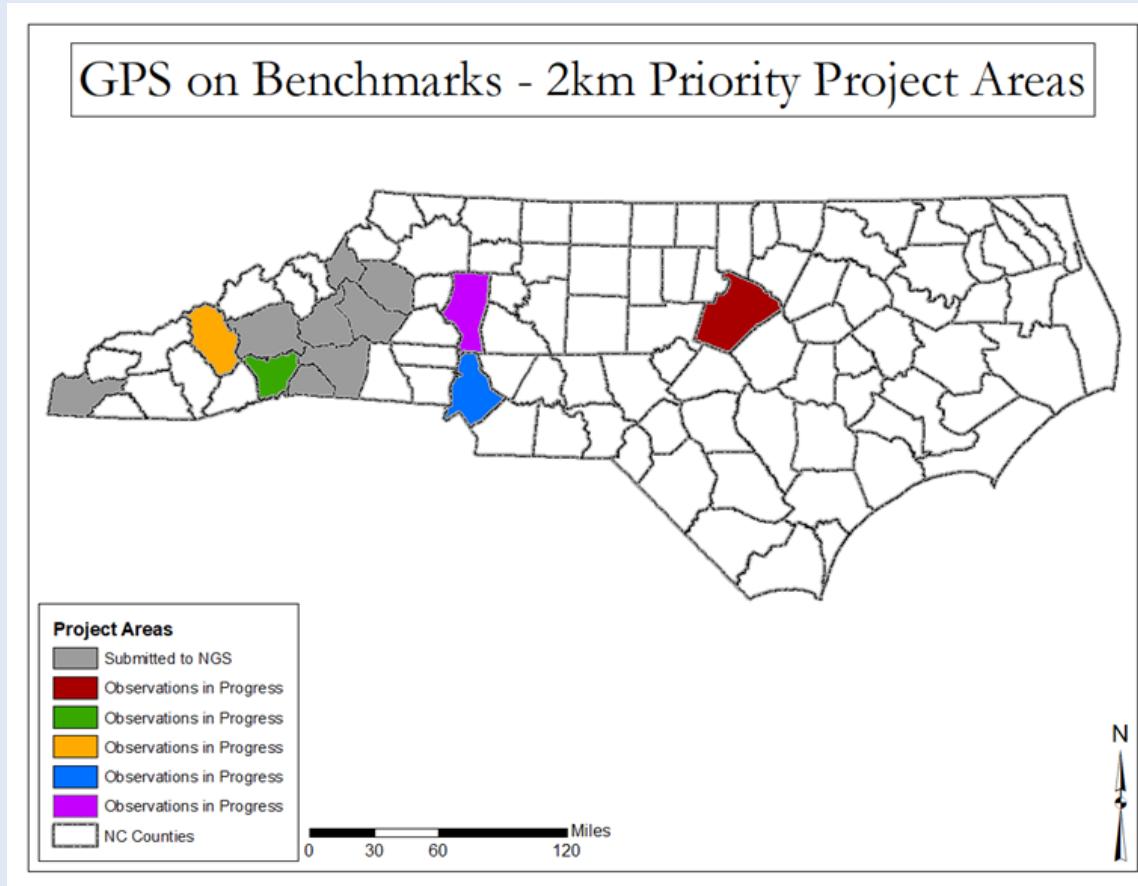 GPS on Benchmarks - 2km Priority Project Areas
Project Areas
Submitted to NGS
Observations in Progress
Observations in Progress
Observations in Progress
Observations in Progress
Observations in Progress
NC Counties
Miles
0 30 60 120
N